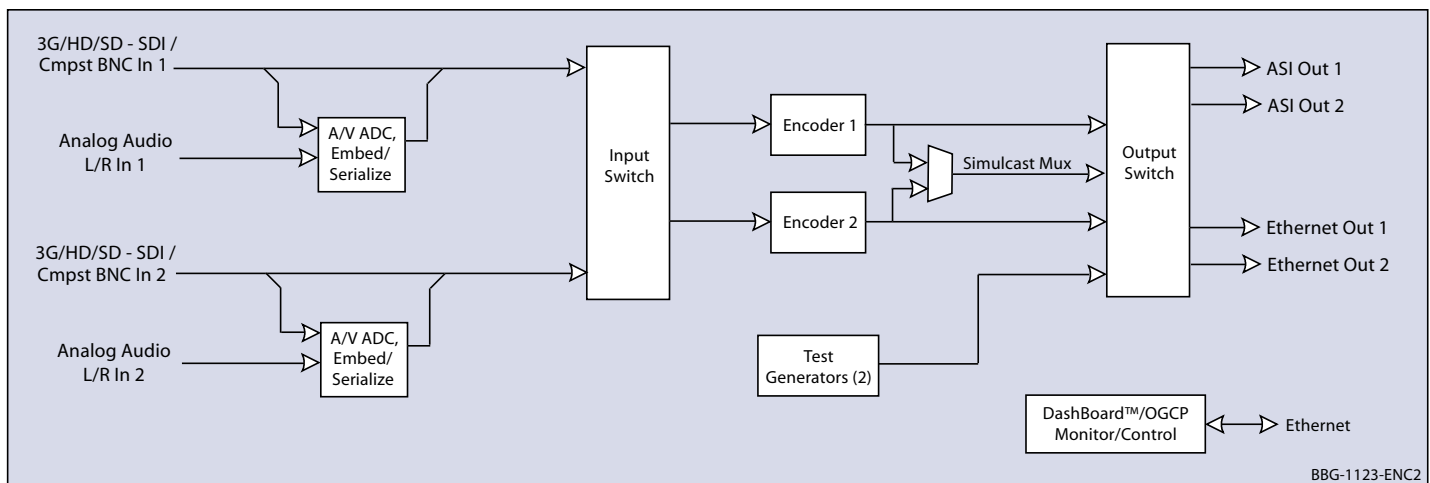 3G/HD/SD - SDI /
Cmpst BNC In 1
Analog Audio
L/R In 1
A/V ADC,
Embed/
Serialize
3G/HD/SD - SDI /
Cmpst BNC In 2
Analog Audio
L/R In 2
A/V ADC,
Embed/
Serialize
Input
Switch
Encoder 1
Encoder 2
Simulcast Mux
Test
Generators (2)
Output
Switch
ASI Out 1
ASI Out 2
Ethernet Out 1
Ethernet Out 2
DashBoard™/OGCP
Monitor/Control
Ethernet
BBG-1123-ENC2